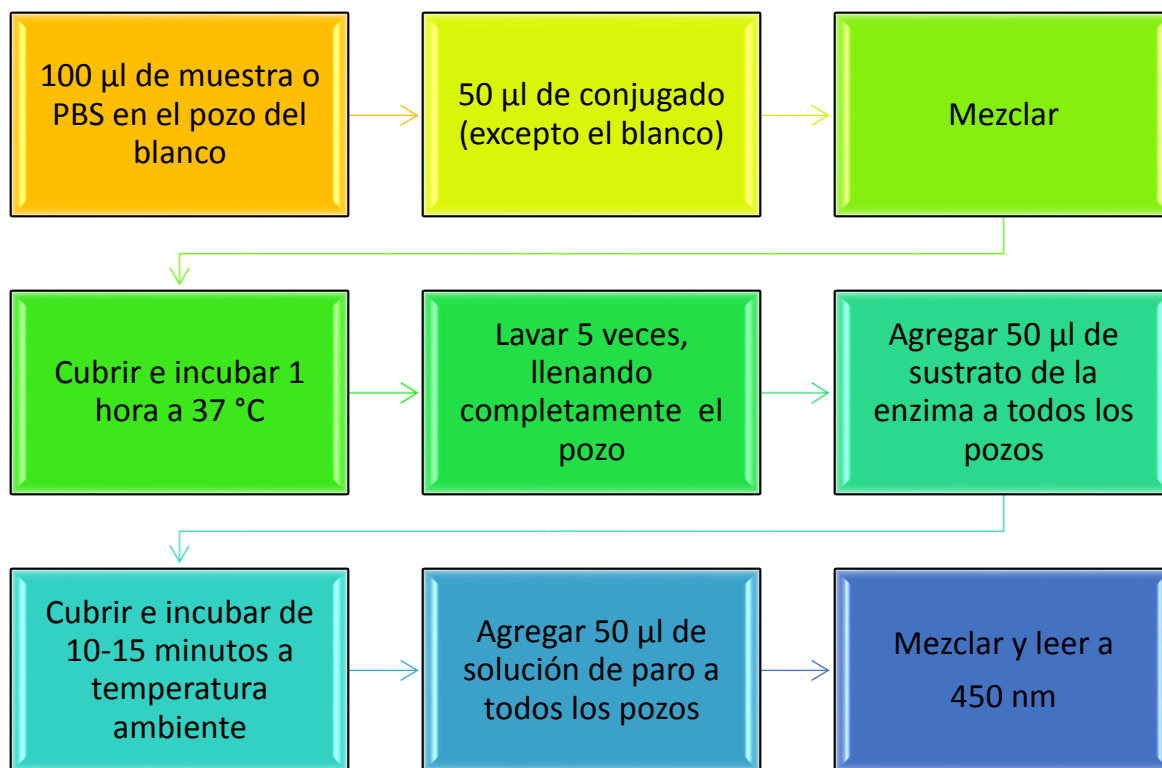 100 µl de muestra o
PBS en el pozo del
blanco
50 µl de conjugado
(excepto el blanco)
Mezclar
Cubrir e incubar 1
hora a 37 °C
Lavar 5 veces,
llenando
completamente el
pozo
Agregar 50 µl de
sustrato de la
enzima a todos los
pozos
Cubrir e incubar de
10-15 minutos a
temperatura
ambiente
Agregar 50 µl de
solución de paro a
todos los pozos
Mezclar y leer a
450 nm